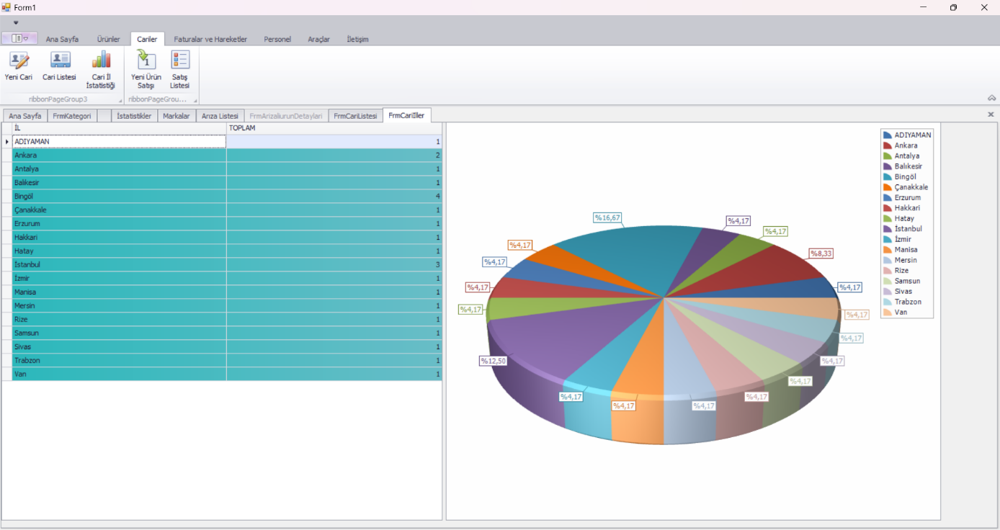 Form1
Ana Sayfa Ürünler Cariler Faturalar ve Hareketler Personel Araçlar İletişim
Yeni Cari Cari Listesi Cari İl İstatistiği Yeni Ürün Satışı Satış Listesi
ribbonPageGroup3 ribbonPageGrou...
Ana Sayfa FrmKategori İstatistikler Markalar Arıza Listesi FrmArizaliurunDetaylari FrmCariListesi FrmCariIller
İL TOPLAM
ADIYAMAN 1
Ankara 2
Antalya 1
Balıkesir 1
Bingöl 4
Çanakkale 1
Erzurum 1
Hakkari 1
Hatay 1
İstanbul 3
İzmir 1
Manisa 1
Mersin 1
Rize 1
Samsun 1
Sivas 1
Trabzon 1
Van 1
%16,67
%4,17
%4,17
%4,17
%8,33
%4,17
%4,17
%4,17
%4,17
%4,17
%4,17
%12,50
%4,17
%4,17
%4,17
%4,17
%4,17
%4,17
ADIYAMAN
Ankara
Antalya
Balıkesir
Bingöl
Çanakkale
Erzurum
Hakkari
Hatay
İstanbul
İzmir
Manisa
Mersin
Rize
Samsun
Sivas
Trabzon
Van